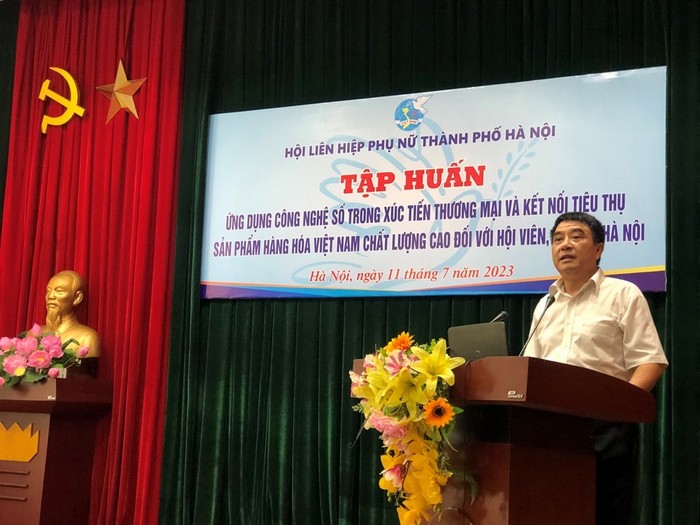 HỘI LIÊN HIỆP PHỤ NỮ THÀNH PHỐ HÀ NỘI
TẬP HUẤN
ỨNG DỤNG CÔNG NGHỆ SỐ TRONG XÚC TIẾN THƯƠNG MẠI VÀ KẾT NỐI TIÊU THỤ
SẢN PHẨM HÀNG HÓA VIỆT NAM CHẤT LƯỢNG CAO ĐỐI VỚI HỘI VIÊN, HÀ NỘI
Hà Nội, ngày 11 tháng 7 năm 2023